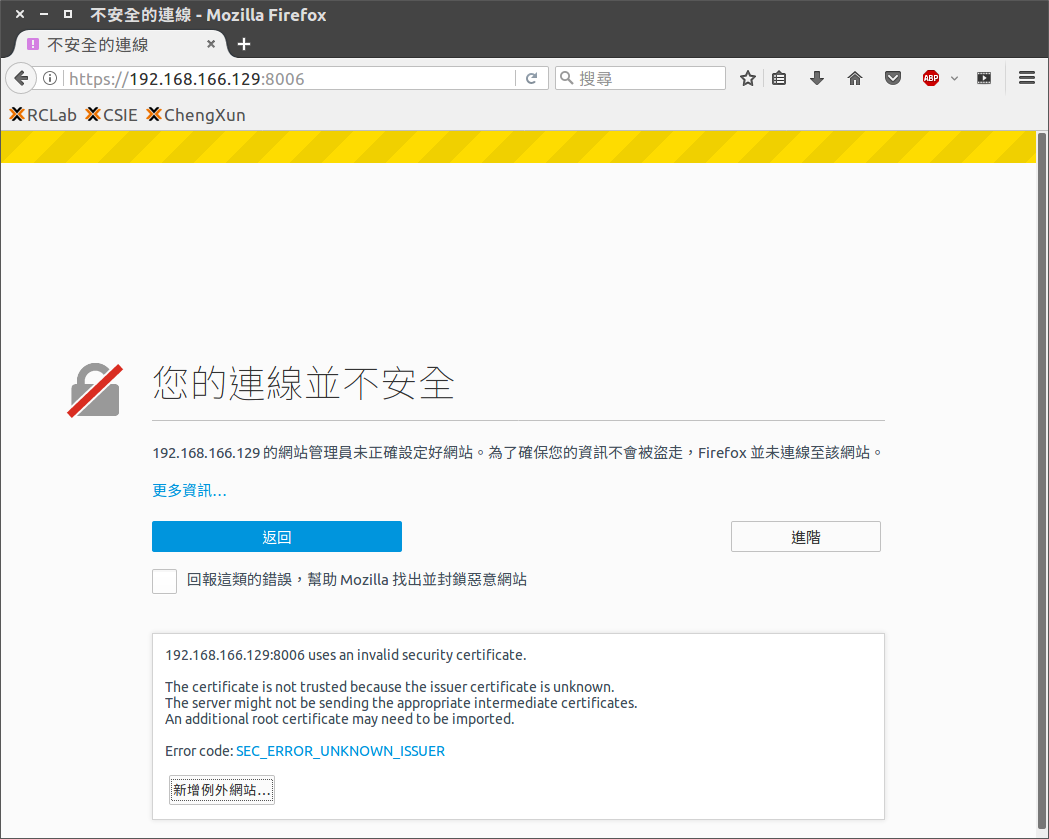 不安全的連線 - Mozilla Firefox
不安全的連線
https://192.168.166.129:8006
搜尋
ABP
RCLab CSIE ChengXun
您的連線並不安全
192.168.166.129 的網站管理員未正確設定好網站。為了確保您的資訊不會被盜走，Firefox 並未連線至該網站。
更多資訊…
返回
進階
回報這類的錯誤，幫助 Mozilla 找出並封鎖惡意網站
192.168.166.129:8006 uses an invalid security certificate.
The certificate is not trusted because the issuer certificate is unknown.
The server might not be sending the appropriate intermediate certificates.
An additional root certificate may need to be imported.
Error code: SEC_ERROR_UNKNOWN_ISSUER
新增例外網站…